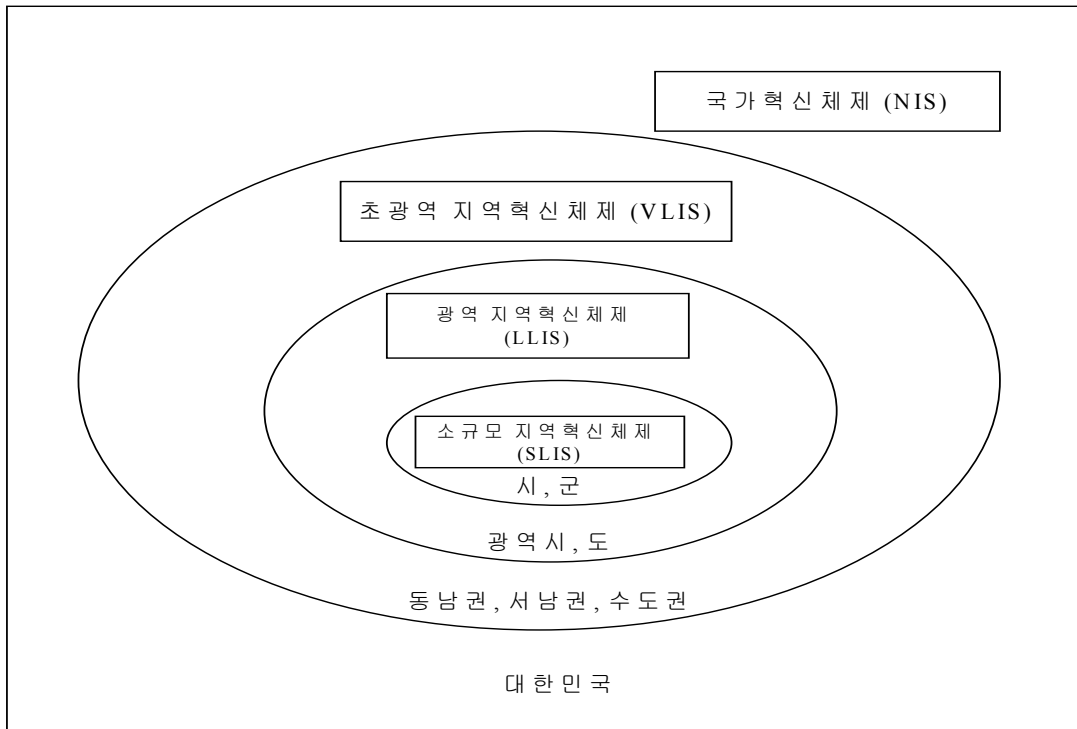 국가혁신체제 (NIS)
초광역 지역혁신체제 (VLIS)
광역 지역혁신체제
(LLIS)
소규모 지역혁신체제
(SLIS)
시, 군
광역시, 도
동남권, 서남권, 수도권
대한민국